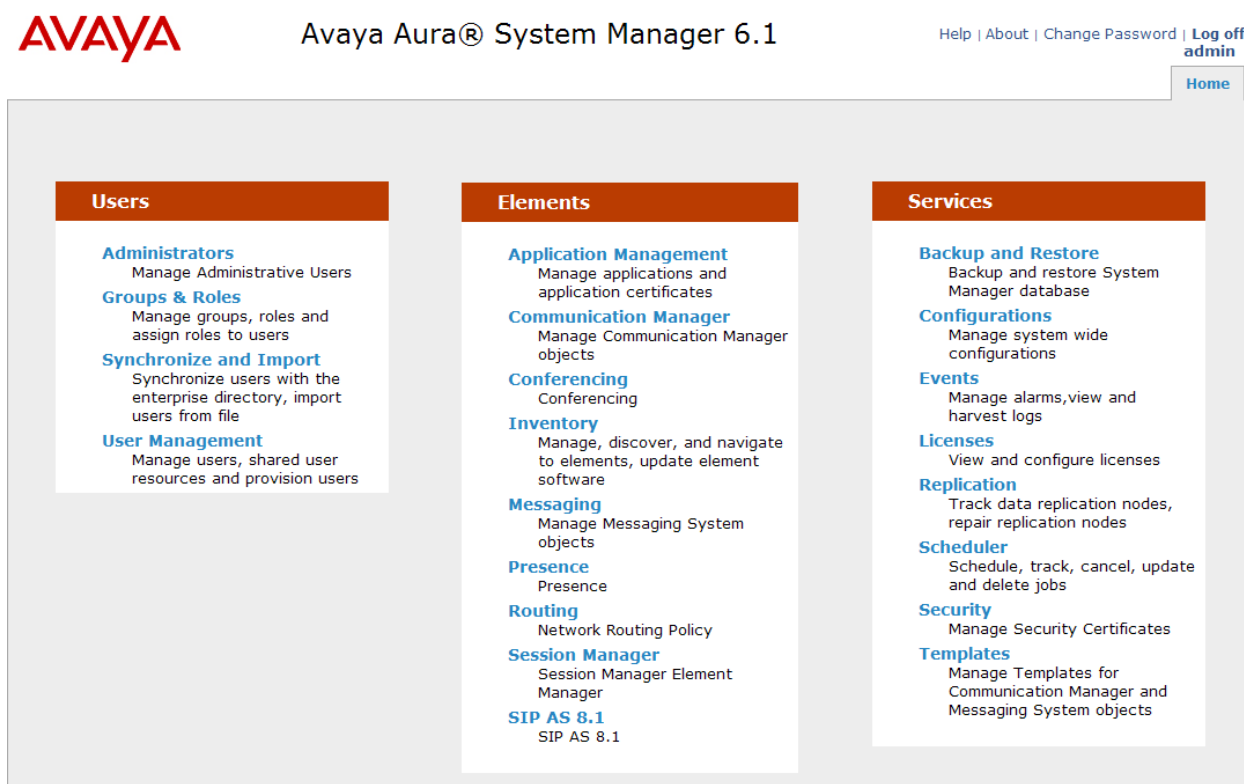 AVAYA
Avaya Aura® System Manager 6.1
Help | About | Change Password | Log off
admin
Home
Users
Administrators
Manage Administrative Users
Groups & Roles
Manage groups, roles and
assign roles to users
Synchronize and Import
Synchronize users with the
enterprise directory, import
users from file
User Management
Manage users, shared user
resources and provision users
Elements
Application Management
Manage applications and
application certificates
Communication Manager
Manage Communication Manager
objects
Conferencing
Conferencing
Inventory
Manage, discover, and navigate
to elements, update element
software
Messaging
Manage Messaging System
objects
Presence
Presence
Routing
Network Routing Policy
Session Manager
Session Manager Element
Manager
SIP AS 8.1
SIP AS 8.1
Services
Backup and Restore
Backup and restore System
Manager database
Configurations
Manage system wide
configurations
Events
Manage alarms,view and
harvest logs
Licenses
View and configure licenses
Replication
Track data replication nodes,
repair replication nodes
Scheduler
Schedule, track, cancel, update
and delete jobs
Security
Manage Security Certificates
Templates
Manage Templates for
Communication Manager and
Messaging System objects